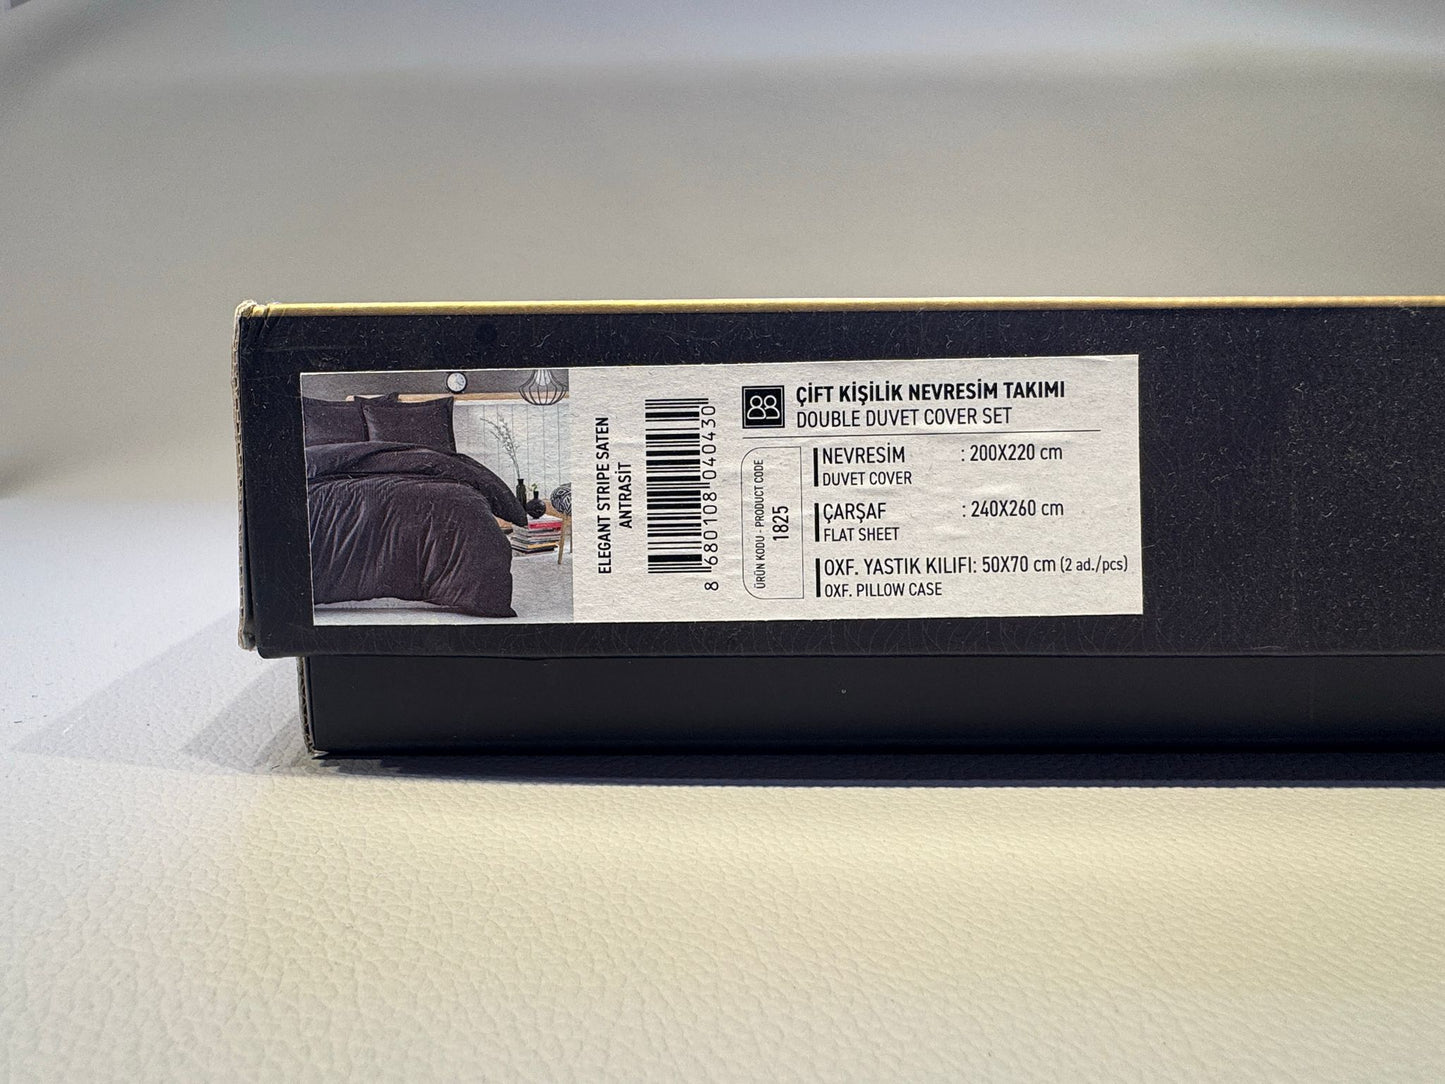 ELEGANT STRIPE SATEN
ANTRASİT
8 680108 040430
ÜRÜN KODU - PRODUCT CODE
1825
ÇİFT KİŞİLİK NEVRESİM TAKIMI
DOUBLE DUVET COVER SET
NEVRESİM : 200X220 cm
DUVET COVER
ÇARŞAF : 240X260 cm
FLAT SHEET
OXF. YASTIK KILIFI: 50X70 cm (2 ad./pcs)
OXF. PILLOW CASE